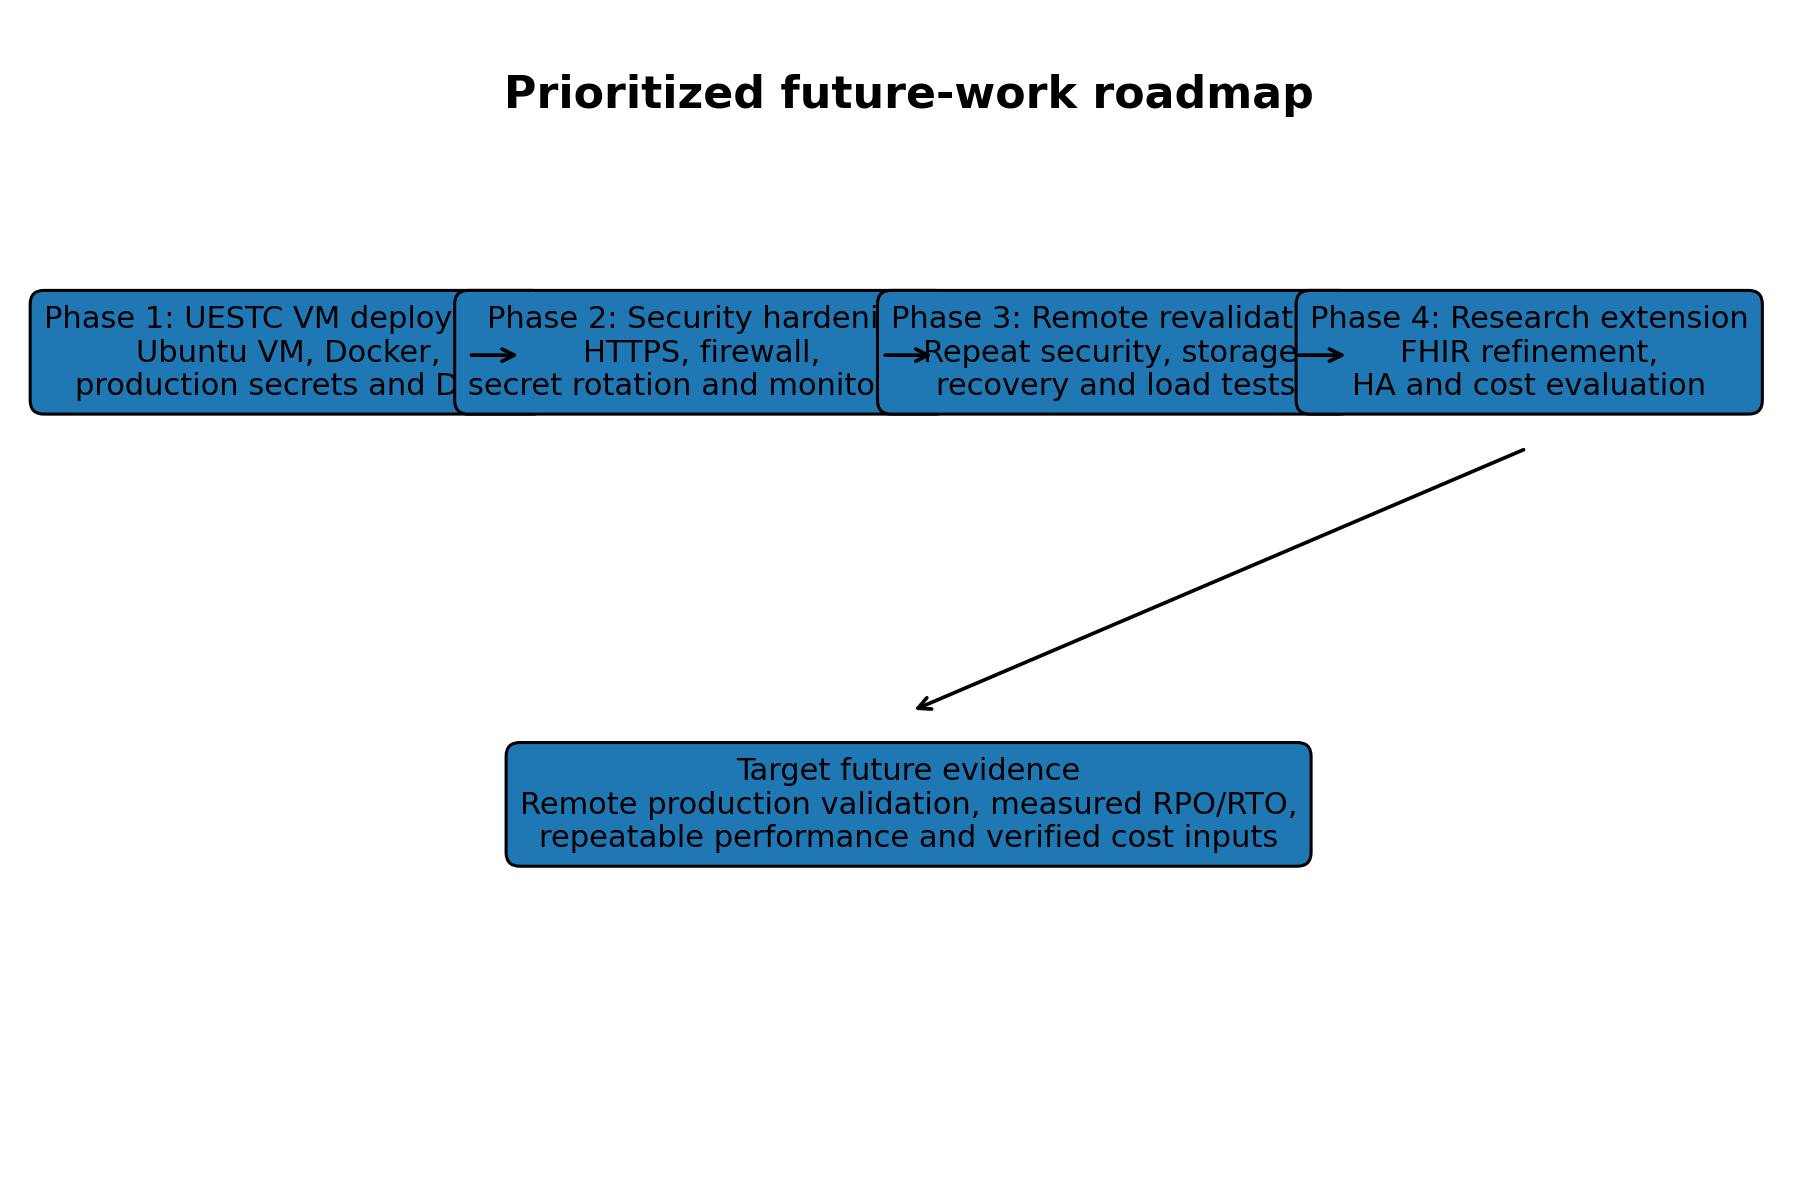 Prioritized future-work roadmap
Phase 1: UESTC VM deploy
Ubuntu VM, Docker,
production secrets and D
Phase 2: Security hardeni
HTTPS, firewall,
secret rotation and monito
Phase 3: Remote revalidat
Repeat security, storage
recovery and load tests
Phase 4: Research extension
FHIR refinement,
HA and cost evaluation
Target future evidence
Remote production validation, measured RPO/RTO,
repeatable performance and verified cost inputs